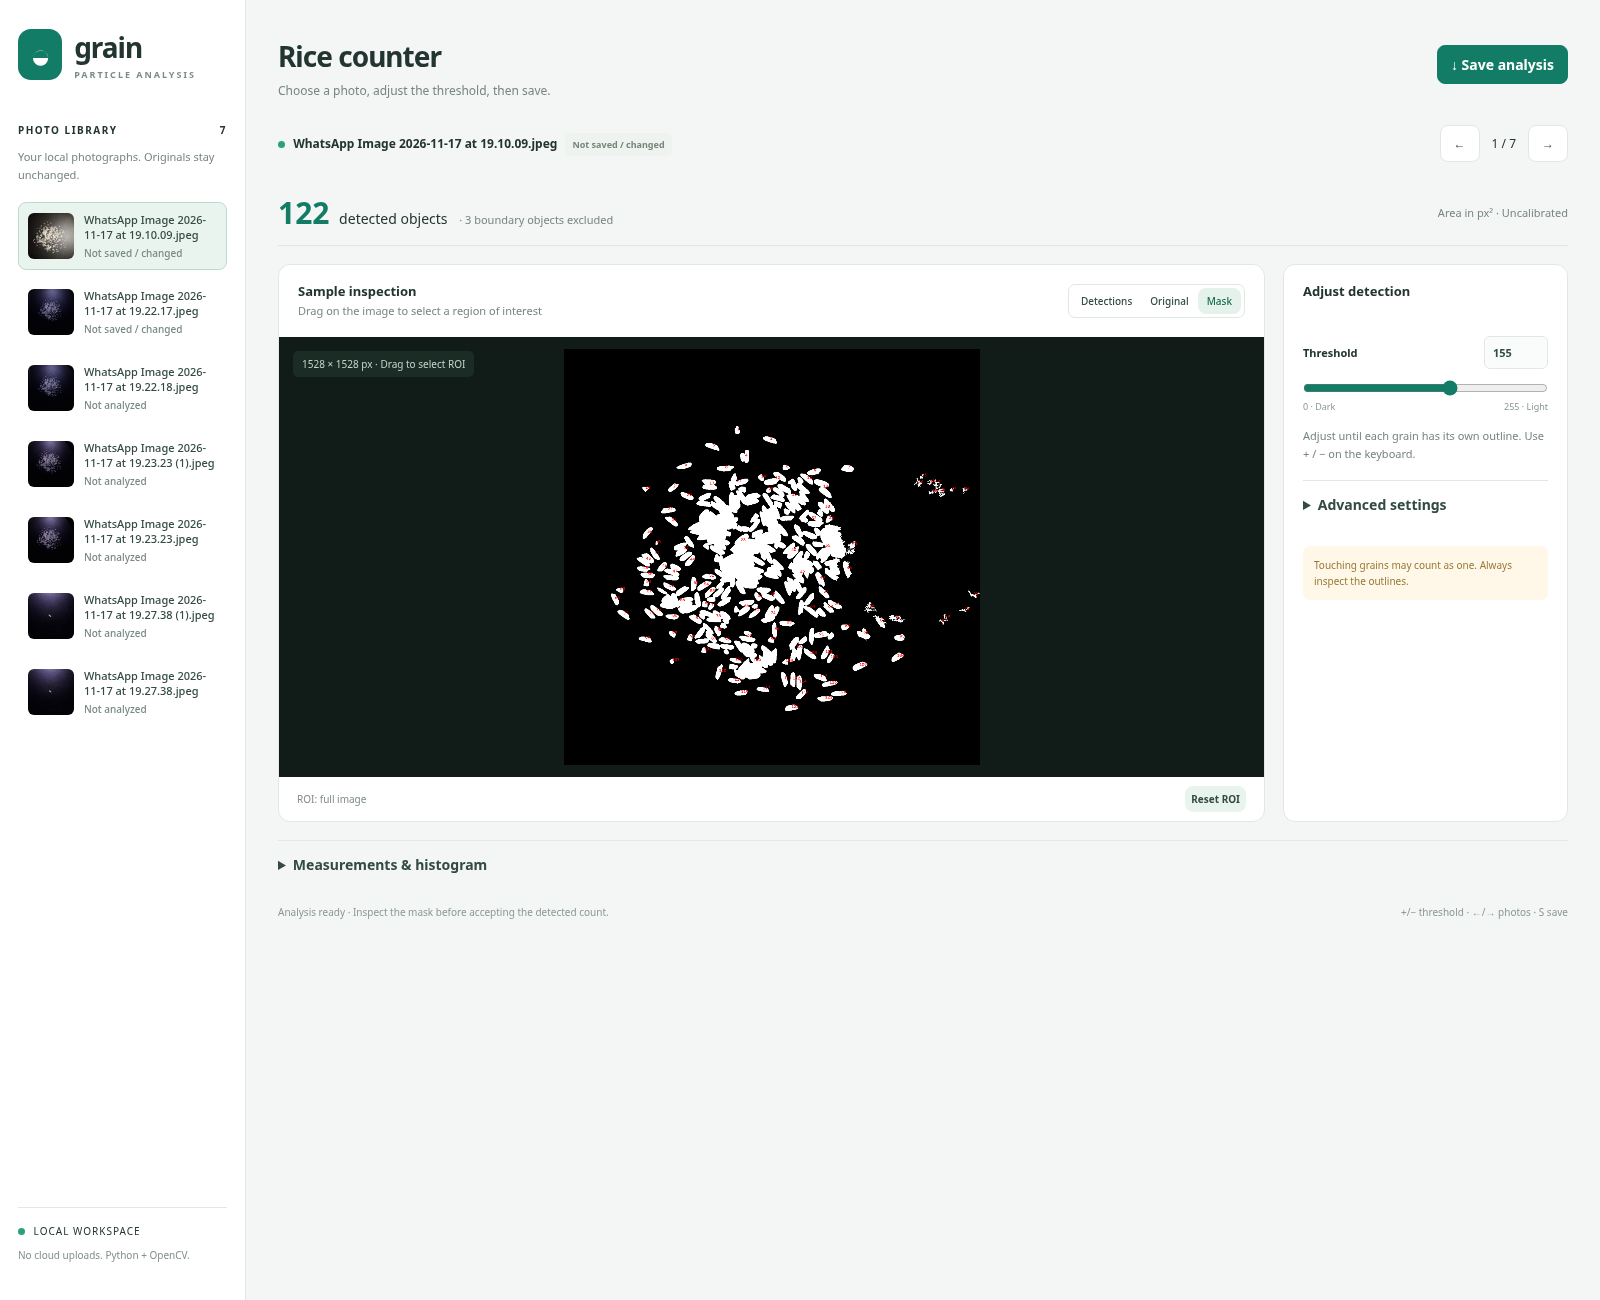 grain
PARTICLE ANALYSIS
PHOTO LIBRARY 7
Your local photographs. Originals stay
unchanged.
WhatsApp Image 2026-
11-17 at 19.10.09.jpeg
Not saved / changed
WhatsApp Image 2026-
11-17 at 19.22.17.jpeg
Not saved / changed
WhatsApp Image 2026-
11-17 at 19.22.18.jpeg
Not analyzed
WhatsApp Image 2026-
11-17 at 19.23.23 (1).jpeg
Not analyzed
WhatsApp Image 2026-
11-17 at 19.23.23.jpeg
Not analyzed
WhatsApp Image 2026-
11-17 at 19.27.38 (1).jpeg
Not analyzed
WhatsApp Image 2026-
11-17 at 19.27.38.jpeg
Not analyzed
LOCAL WORKSPACE
No cloud uploads. Python + OpenCV.
Rice counter
Choose a photo, adjust the threshold, then save.
↓ Save analysis
WhatsApp Image 2026-11-17 at 19.10.09.jpeg Not saved / changed
← 1 / 7 →
122 detected objects · 3 boundary objects excluded
Area in px² · Uncalibrated
Sample inspection
Drag on the image to select a region of interest
Detections Original Mask
1528 × 1528 px · Drag to select ROI
ROI: full image
Reset ROI
Adjust detection
Threshold 155
0 · Dark 255 · Light
Adjust until each grain has its own outline. Use
+ / − on the keyboard.
▶ Advanced settings
Touching grains may count as one. Always
inspect the outlines.
▶ Measurements & histogram
Analysis ready · Inspect the mask before accepting the detected count.
+/− threshold · ←/→ photos · S save